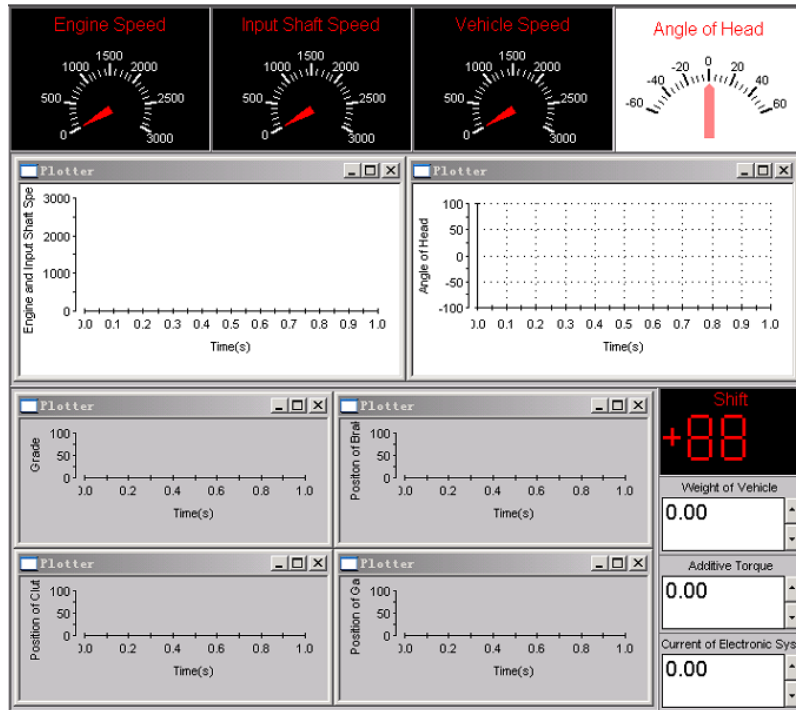 Engine Speed
Input Shaft Speed
Vehicle Speed
Angle of Head
0 500 1000 1500 2000 2500 3000
0 500 1000 1500 2000 2500 3000
0 500 1000 1500 2000 2500 3000
-60 -40 -20 0 20 40 60
Plotter
Engine and Input Shaft Spe
3000
2000
1000
0
0.0 0.1 0.2 0.3 0.4 0.5 0.6 0.7 0.8 0.9 1.0
Time(s)
Plotter
Angle of Head
100
50
0
-50
-100
0.0 0.1 0.2 0.3 0.4 0.5 0.6 0.7 0.8 0.9 1.0
Time(s)
Plotter
Grade
100
50
0
0.0 0.2 0.4 0.6 0.8 1.0
Time(s)
Plotter
Positon of Bral
100
50
0
0.0 0.2 0.4 0.6 0.8 1.0
Time(s)
Shift
+88
Weight of Vehicle
0.00
Additive Torque
0.00
Current of Electronic Sys
0.00
Plotter
Position of Clut
100
50
0
0.0 0.2 0.4 0.6 0.8 1.0
Time(s)
Plotter
Position of Ga
100
50
0
0.0 0.2 0.4 0.6 0.8 1.0
Time(s)